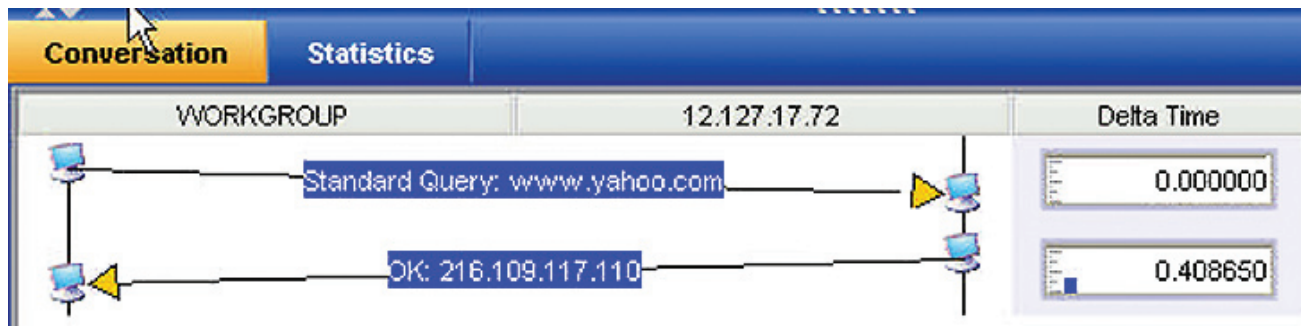 Conversation Statistics
WORKGROUP 12.127.17.72 Delta Time
Standard Query: www.yahoo.com 0.000000
OK: 216.109.117.110 0.408650